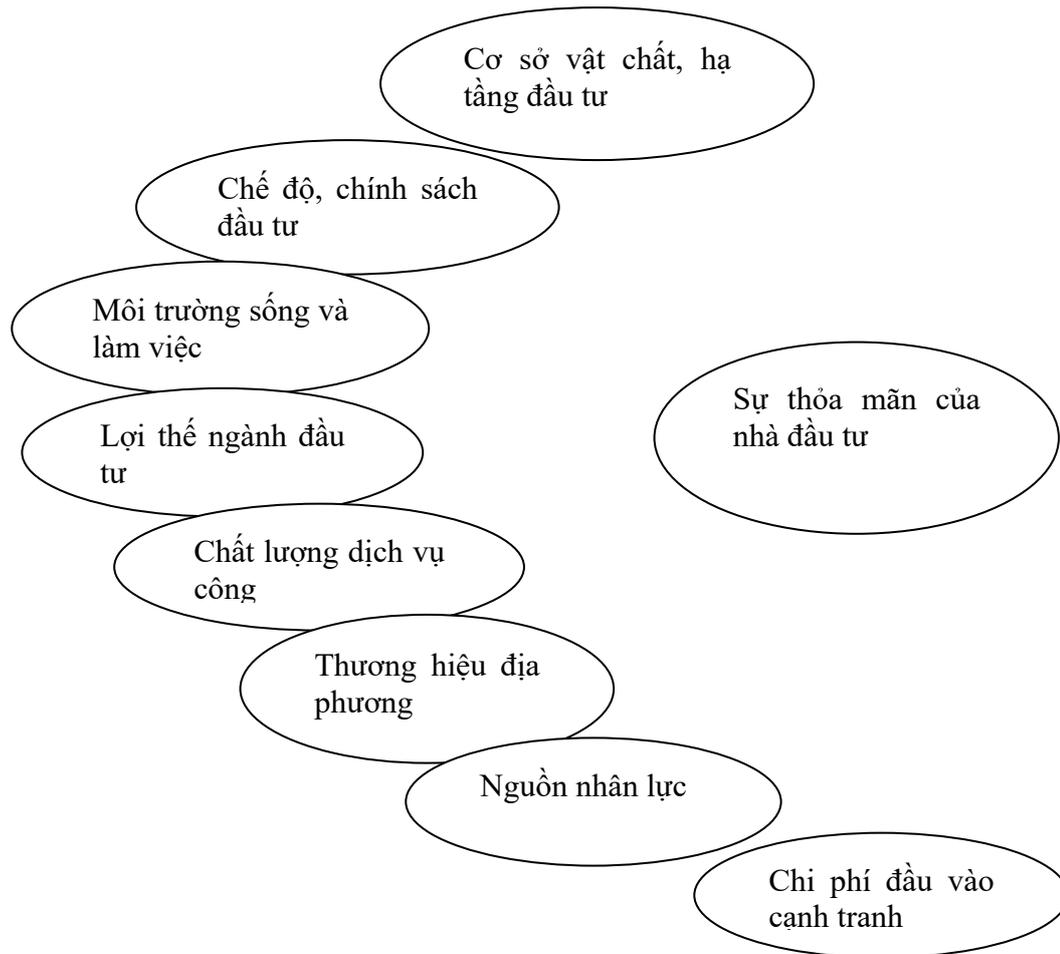 Cơ sở vật chất, hạ
tầng đầu tư
Chế độ, chính sách
đầu tư
Môi trường sống và
làm việc
Sự thỏa mãn của
nhà đầu tư
Lợi thế ngành đầu
tư
Chất lượng dịch vụ
công
Thương hiệu địa
phương
Nguồn nhân lực
Chi phí đầu vào
cạnh tranh